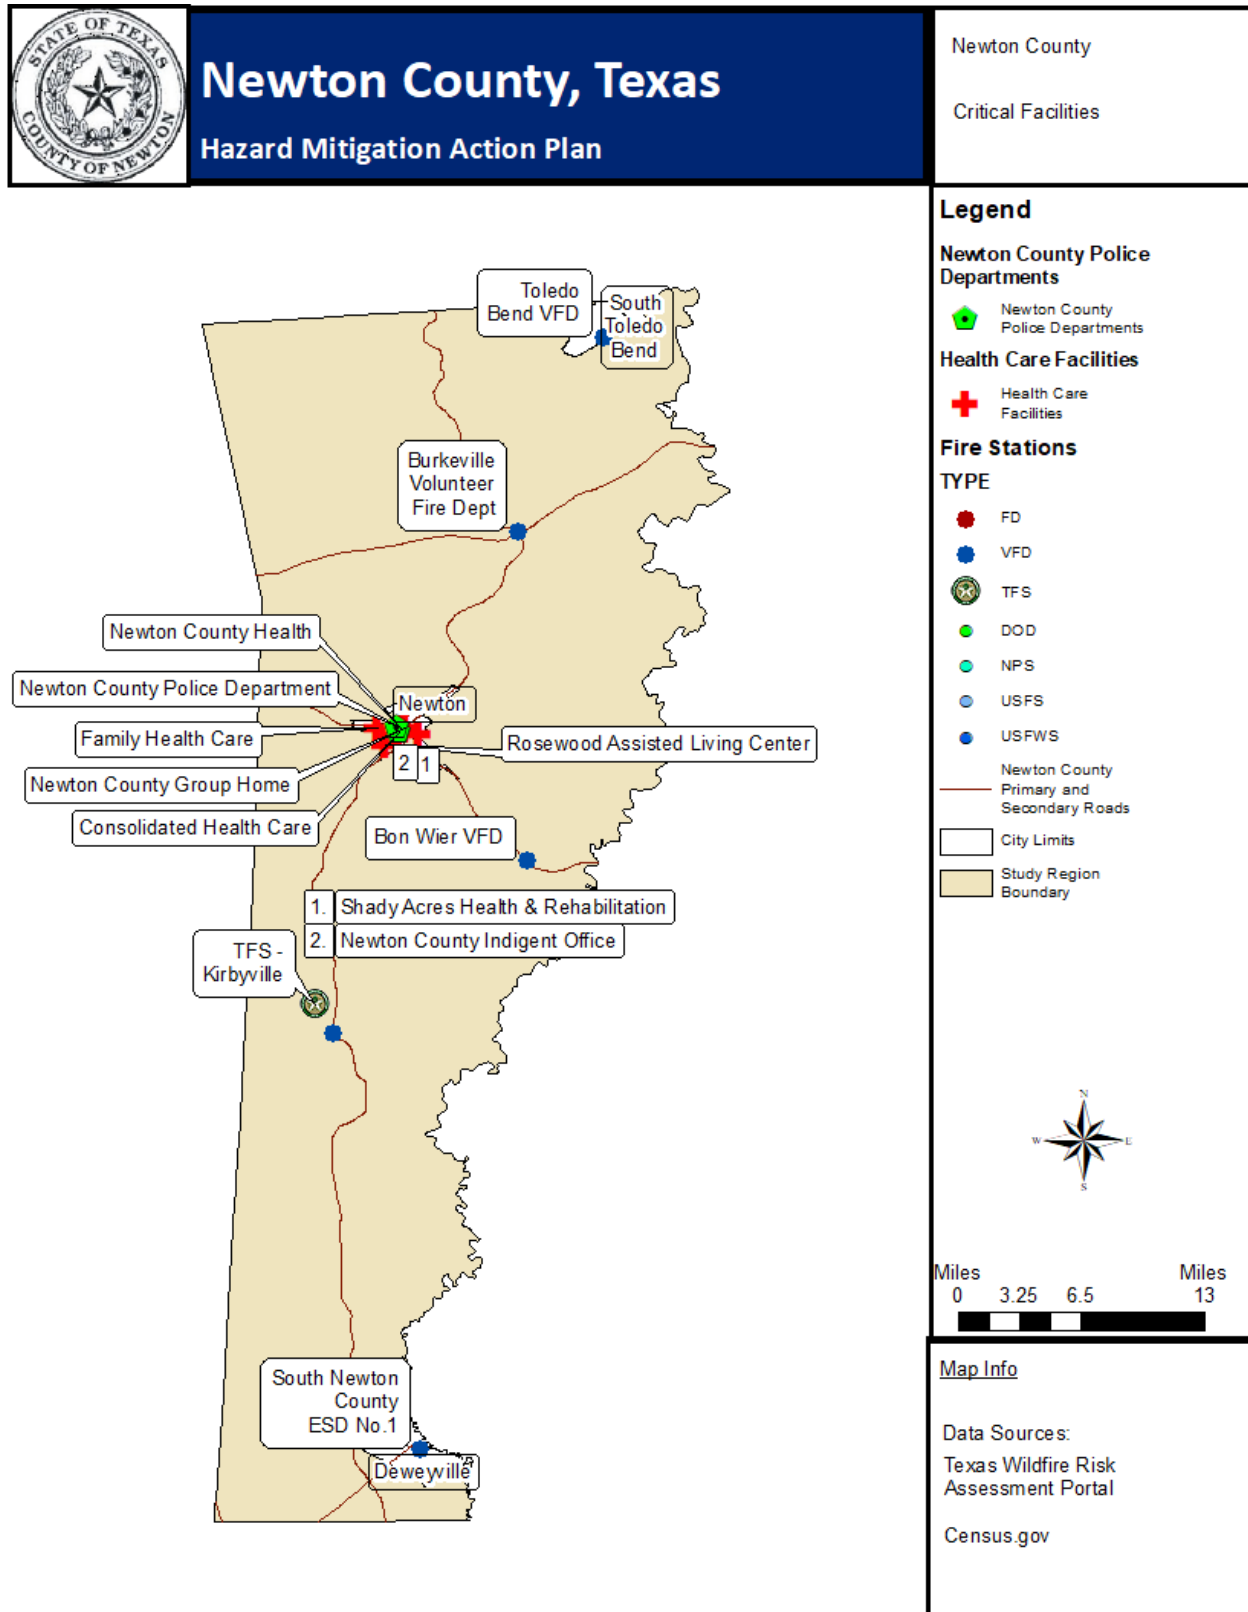 STATE OF TEXAS
COUNTY OF NEWTON
Newton County, Texas
Hazard Mitigation Action Plan
Newton County
Critical Facilities
Legend
Newton County Police
Departments
Newton County
Police Departments
Health Care Facilities
Health Care
Facilities
Fire Stations
TYPE
FD
VFD
TFS
DOD
NPS
USFS
USFWS
Newton County
Primary and
Secondary Roads
City Limits
Study Region
Boundary
N
W
E
S
Miles
Miles
0
3.25
6.5
13
Map Info
Data Sources:
Texas Wildfire Risk
Assessment Portal
Census.gov
Toledo
Bend VFD
South
Toledo
Bend
Burkeville
Volunteer
Fire Dept
Newton County Health
Newton County Police Department
Newton
Family Health Care
Rosewood Assisted Living Center
2
1
Newton County Group Home
Consolidated Health Care
Bon Wier VFD
1. Shady Acres Health & Rehabilitation
2. Newton County Indigent Office
TFS -
Kirbyville
South Newton
County
ESD No.1
Deweyville